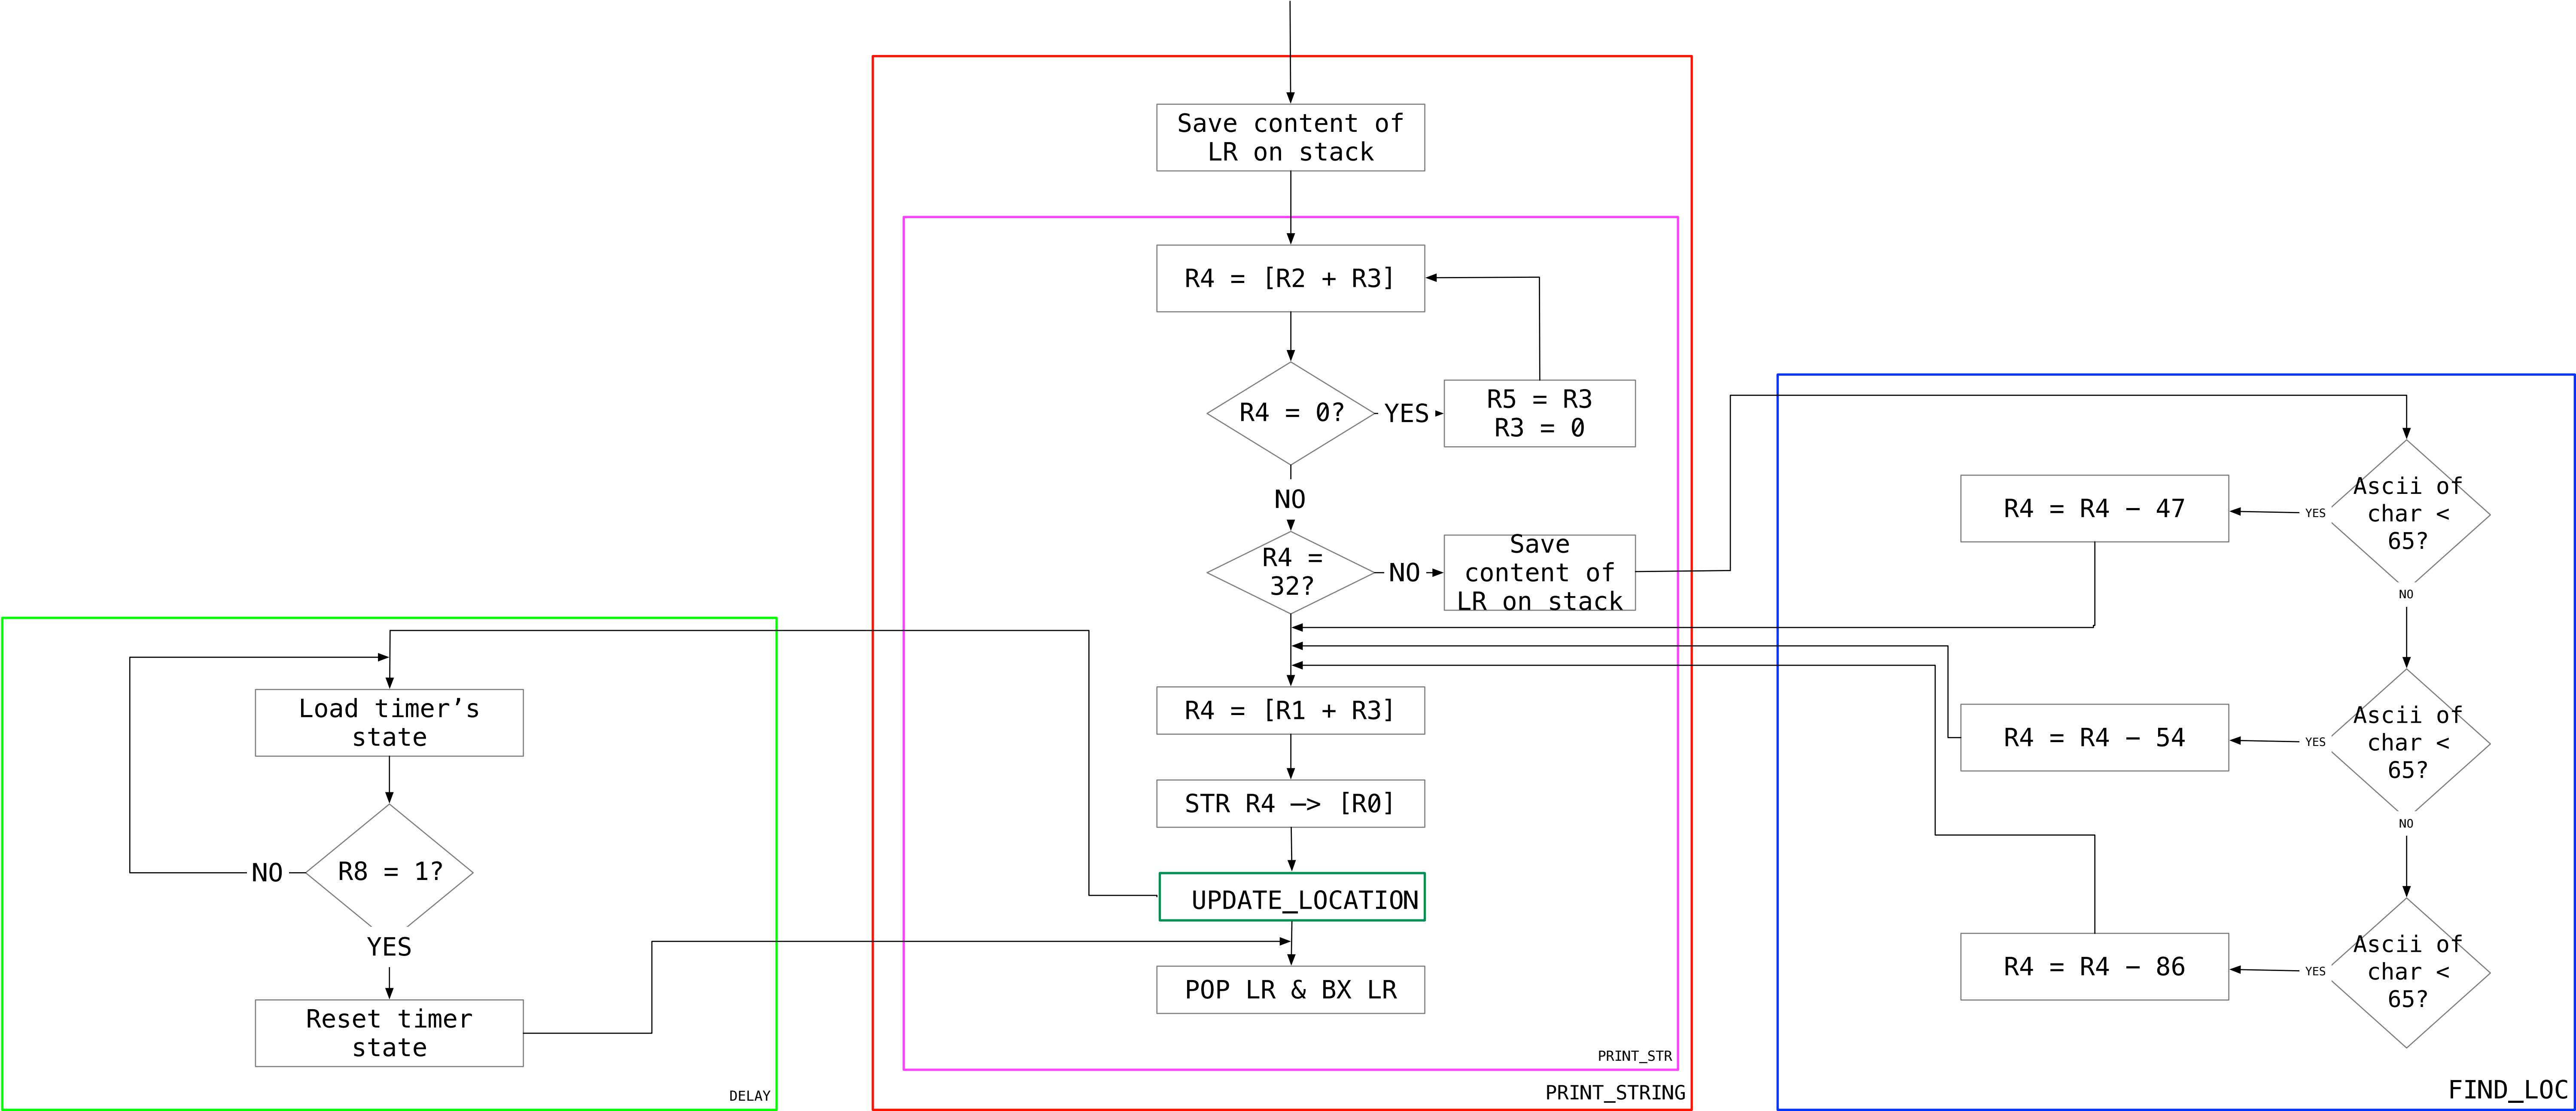 Save content of
LR on stack
R4 = [R2 + R3]
R4 = 0?
YES
R5 = R3
R3 = 0
NO
R4 =
32?
NO
Save
content of
LR on stack
R4 = [R1 + R3]
STR R4 —> [R0]
UPDATE_LOCATION
POP LR & BX LR
PRINT_STR
PRINT_STRING
Load timer’s
state
R8 = 1?
NO
YES
Reset timer
state
DELAY
Ascii of
char <
65?
YES
R4 = R4 − 47
NO
Ascii of
char <
65?
YES
R4 = R4 − 54
NO
Ascii of
char <
65?
YES
R4 = R4 − 86
FIND_LOC